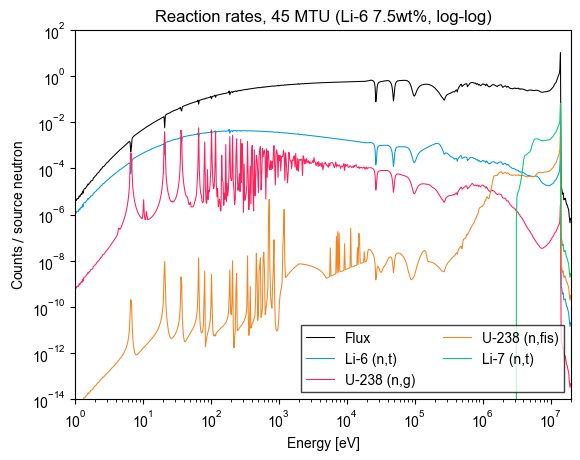 Reaction rates, 45 MTU (Li-6 7.5wt%, log-log)
Counts / source neutron
10^2
10^0
10^-2
10^-4
10^-6
10^-8
10^-10
10^-12
10^-14
Flux
Li-6 (n,t)
U-238 (n,g)
U-238 (n,fis)
Li-7 (n,t)
10^0 10^1 10^2 10^3 10^4 10^5 10^6 10^7
Energy [eV]